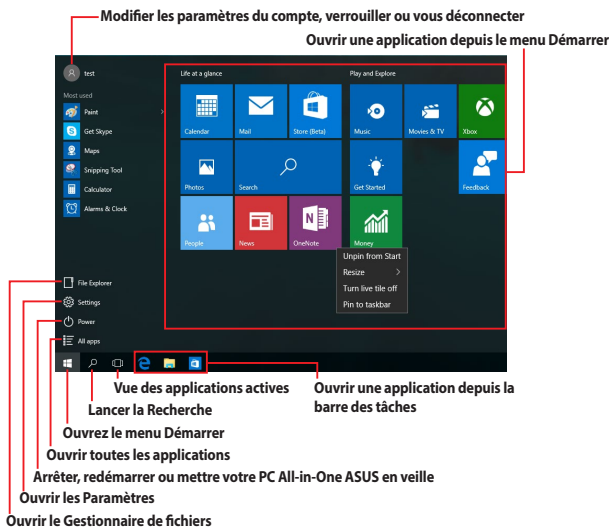 Modifier les paramètres du compte, verrouiller ou vous déconnecter
Ouvrir une application depuis le menu Démarrer
test
Most used
Paint
Get Skype
Maps
Snipping Tool
Calculator
Alarms & Clock
File Explorer
Settings
Power
All apps
Life at a glance
Play and Explore
Calendar
Mail
Store (Beta)
Music
Movies & TV
Xbox
Photos
Search
Get Started
Feedback
People
News
OneNote
Money
Unpin from Start
Resize
Turn live tile off
Pin to taskbar
Vue des applications actives
Ouvrir une application depuis la
barre des tâches
Lancer la Recherche
Ouvrez le menu Démarrer
Ouvrir toutes les applications
Arrêter, redémarrer ou mettre votre PC All-in-One ASUS en veille
Ouvrir les Paramètres
Ouvrir le Gestionnaire de fichiers